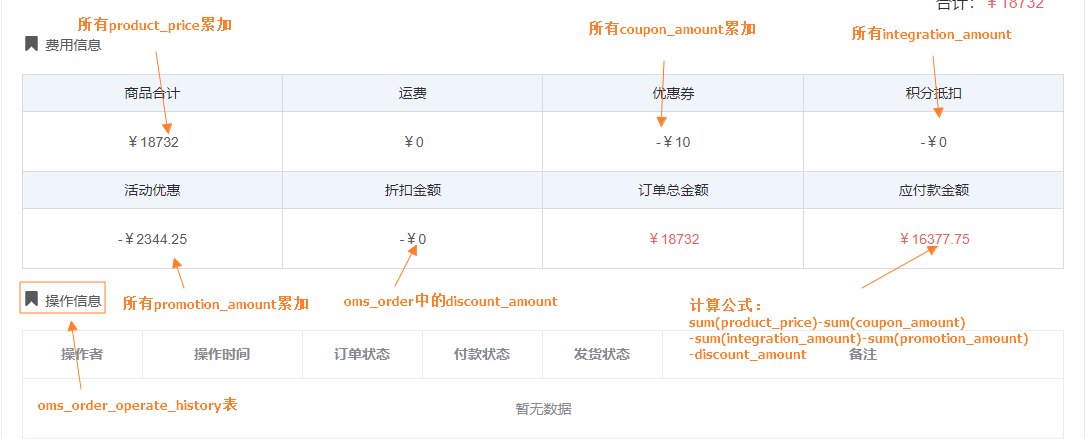 合计：￥18732
所有product_price累加
所有coupon_amount累加
所有integration_amount
费用信息
商品合计 运费 优惠券 积分抵扣
￥18732 ￥0 -￥10 -￥0
活动优惠 折扣金额 订单总金额 应付款金额
-￥2344.25 -￥0 ￥18732 ￥16377.75
操作信息
所有promotion_amount累加
oms_order中的discount_amount
计算公式：
sum(product_price)-sum(coupon_amount)
-sum(integration_amount)-sum(promotion_amount)
-discount_amount
操作者 操作时间 订单状态 付款状态 发货状态 备注
oms_order_operate_history表
暂无数据